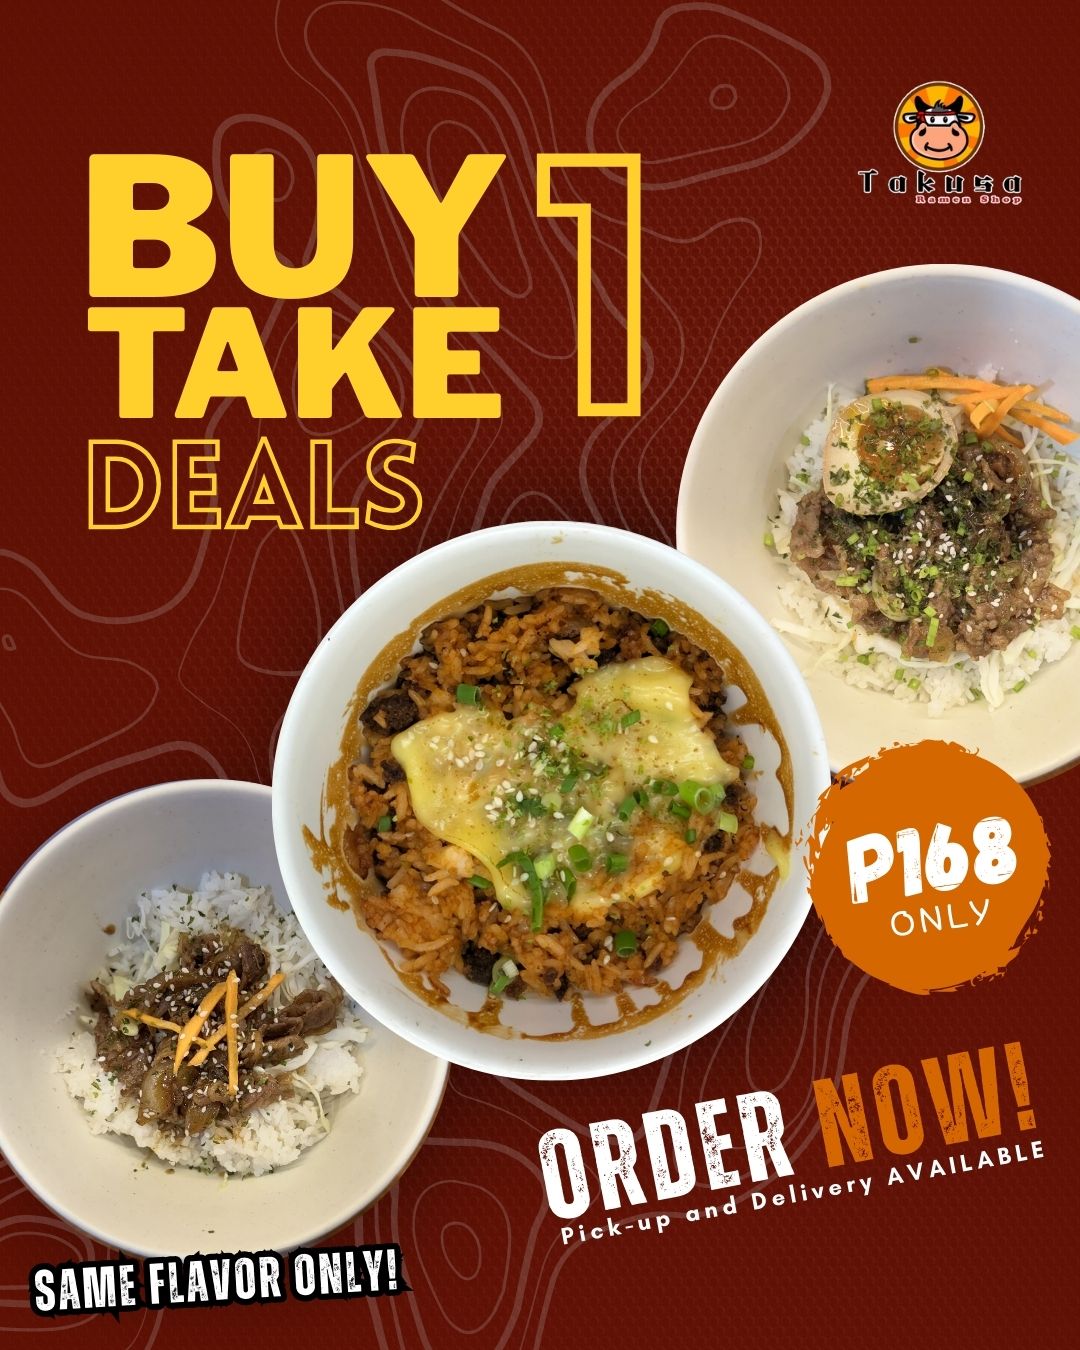 Takusa
Ramen Shop
BUY 1
TAKE
DEALS
P168
ONLY
ORDER NOW!
Pick-up and Delivery AVAILABLE
SAME FLAVOR ONLY!